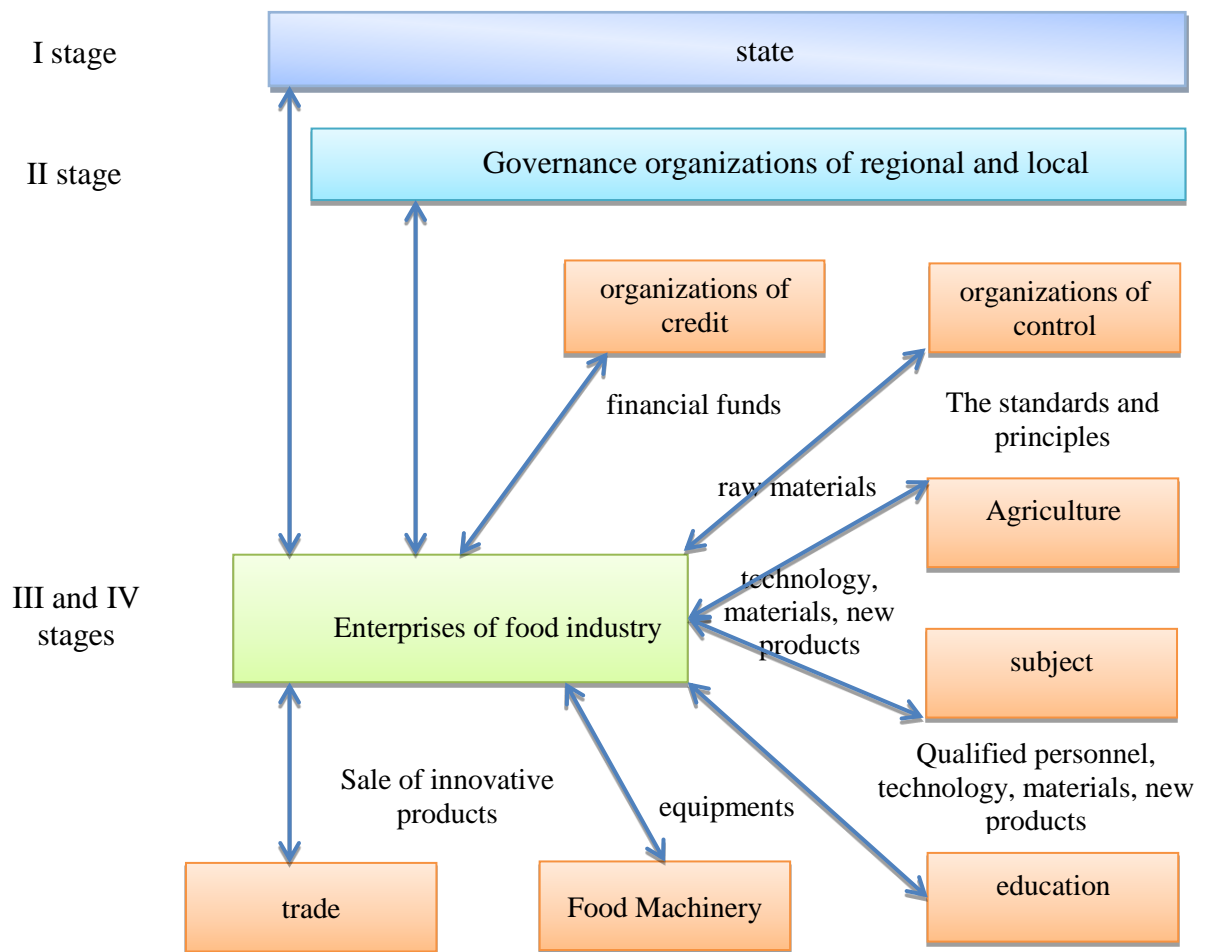 I stage
state
II stage
Governance organizations of regional and local
organizations of
credit
organizations of
control
financial funds
The standards and
principles
raw materials
Agriculture
III and IV
stages
Enterprises of food industry
technology,
materials, new
products
subject
Sale of innovative
products
equipments
Qualified personnel,
technology, materials, new
products
trade
Food Machinery
education